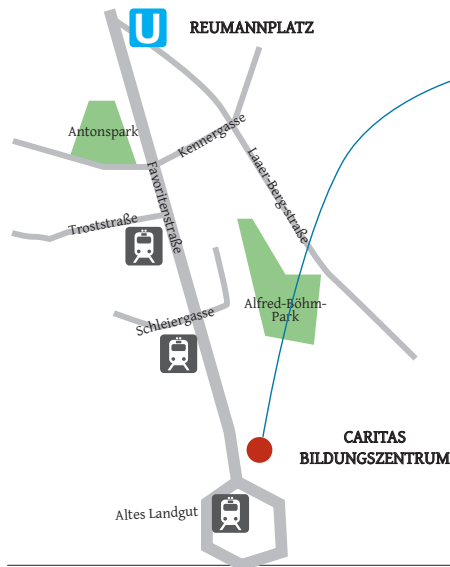 U
REUMANNPLATZ
Antonspark
Kennergasse
Favoritenstraße
Laaer-Berg-straße
Troststraße
Alfred-Böhm-
Park
Schleiergasse
CARITAS
BILDUNGSZENTRUM
Altes Landgut